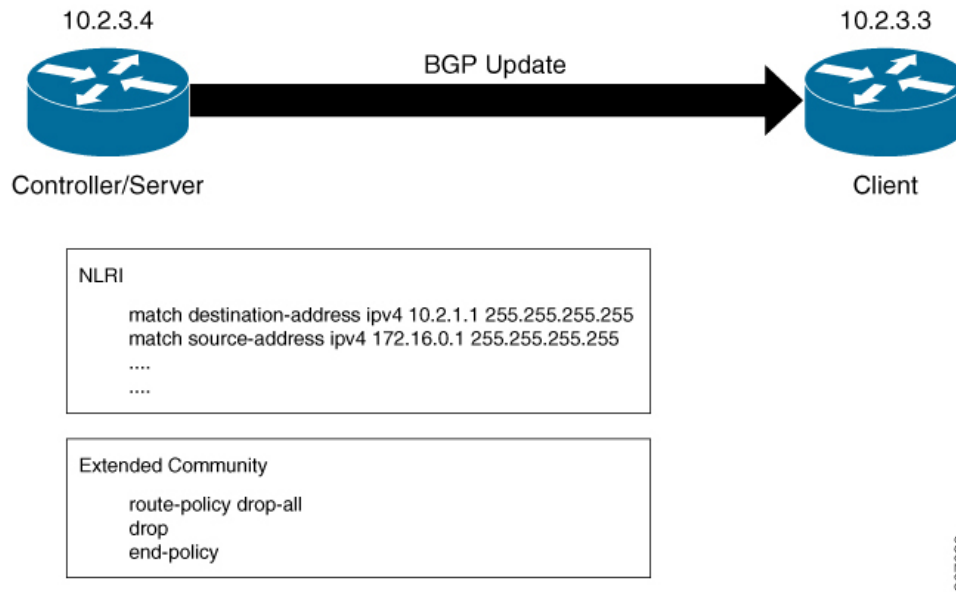 10.2.3.4
10.2.3.3
BGP Update
Controller/Server
Client
NLRI
match destination-address ipv4 10.2.1.1 255.255.255.255
match source-address ipv4 172.16.0.1 255.255.255.255
....
....
Extended Community
route-policy drop-all
drop
end-policy